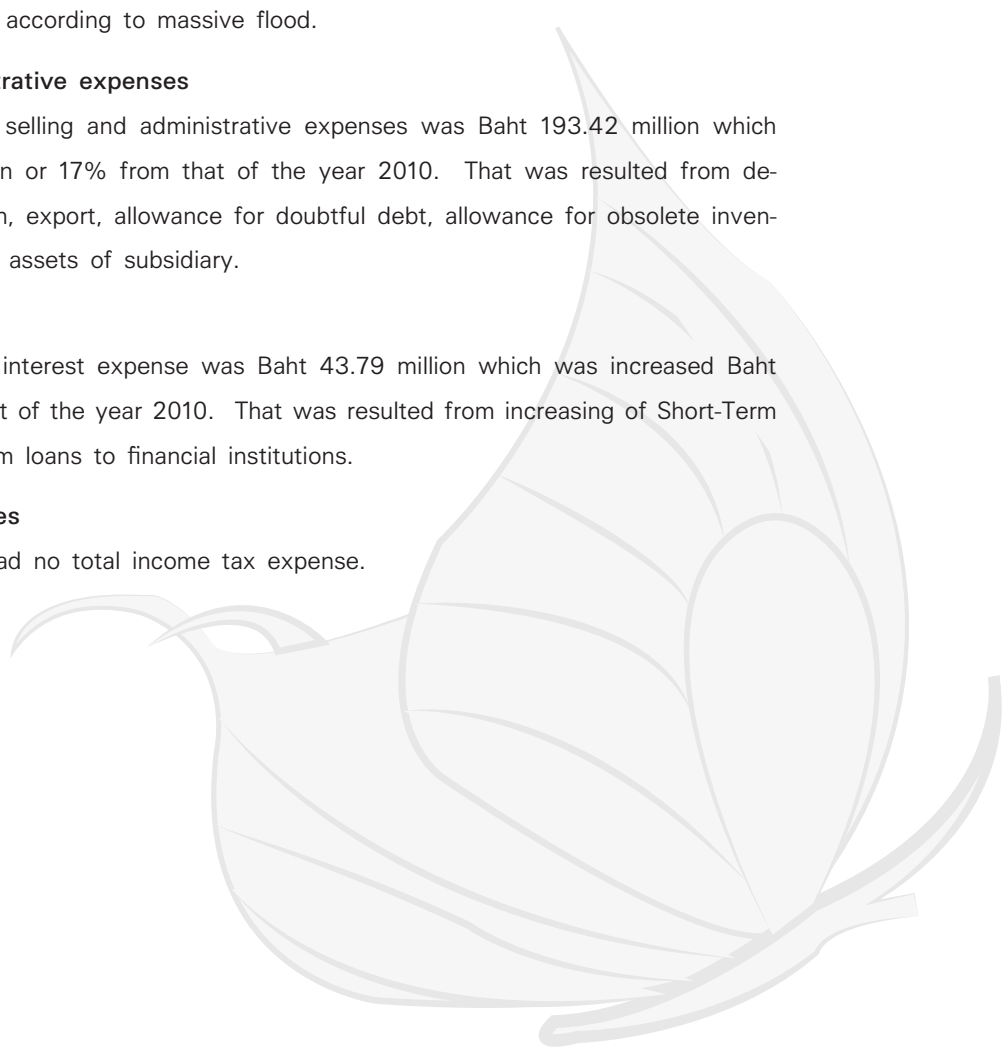 according to massive flood.
trative expenses
selling and administrative expenses was Baht 193.42 million which
n or 17% from that of the year 2010. That was resulted from de-
n, export, allowance for doubtful debt, allowance for obsolete inven-
assets of subsidiary.
interest expense was Baht 43.79 million which was increased Baht
t of the year 2010. That was resulted from increasing of Short-Term
m loans to financial institutions.
es
ad no total income tax expense.